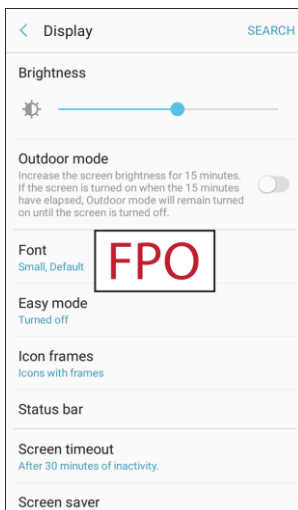 Display
SEARCH
Brightness
Outdoor mode
Increase the screen brightness for 15 minutes.
If the screen is turned on when the 15 minutes
have elapsed, Outdoor mode will remain turned
on until the screen is turned off.
Font
Small, Default
FPO
Easy mode
Turned off
Icon frames
Icons with frames
Status bar
Screen timeout
After 30 minutes of inactivity.
Screen saver